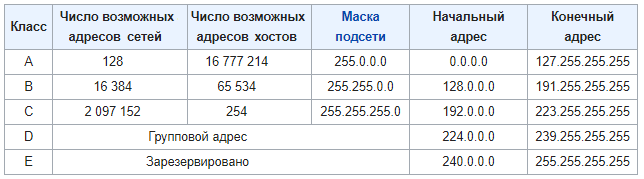 Класс Число возможных адресов сетей Число возможных адресов хостов Маска подсети Начальный адрес Конечный адрес
A 128 16 777 214 255.0.0.0 0.0.0.0 127.255.255.255
B 16 384 65 534 255.255.0.0 128.0.0.0 191.255.255.255
C 2 097 152 254 255.255.255.0 192.0.0.0 223.255.255.255
D Групповой адрес 224.0.0.0 239.255.255.255
E Зарезервировано 240.0.0.0 255.255.255.255